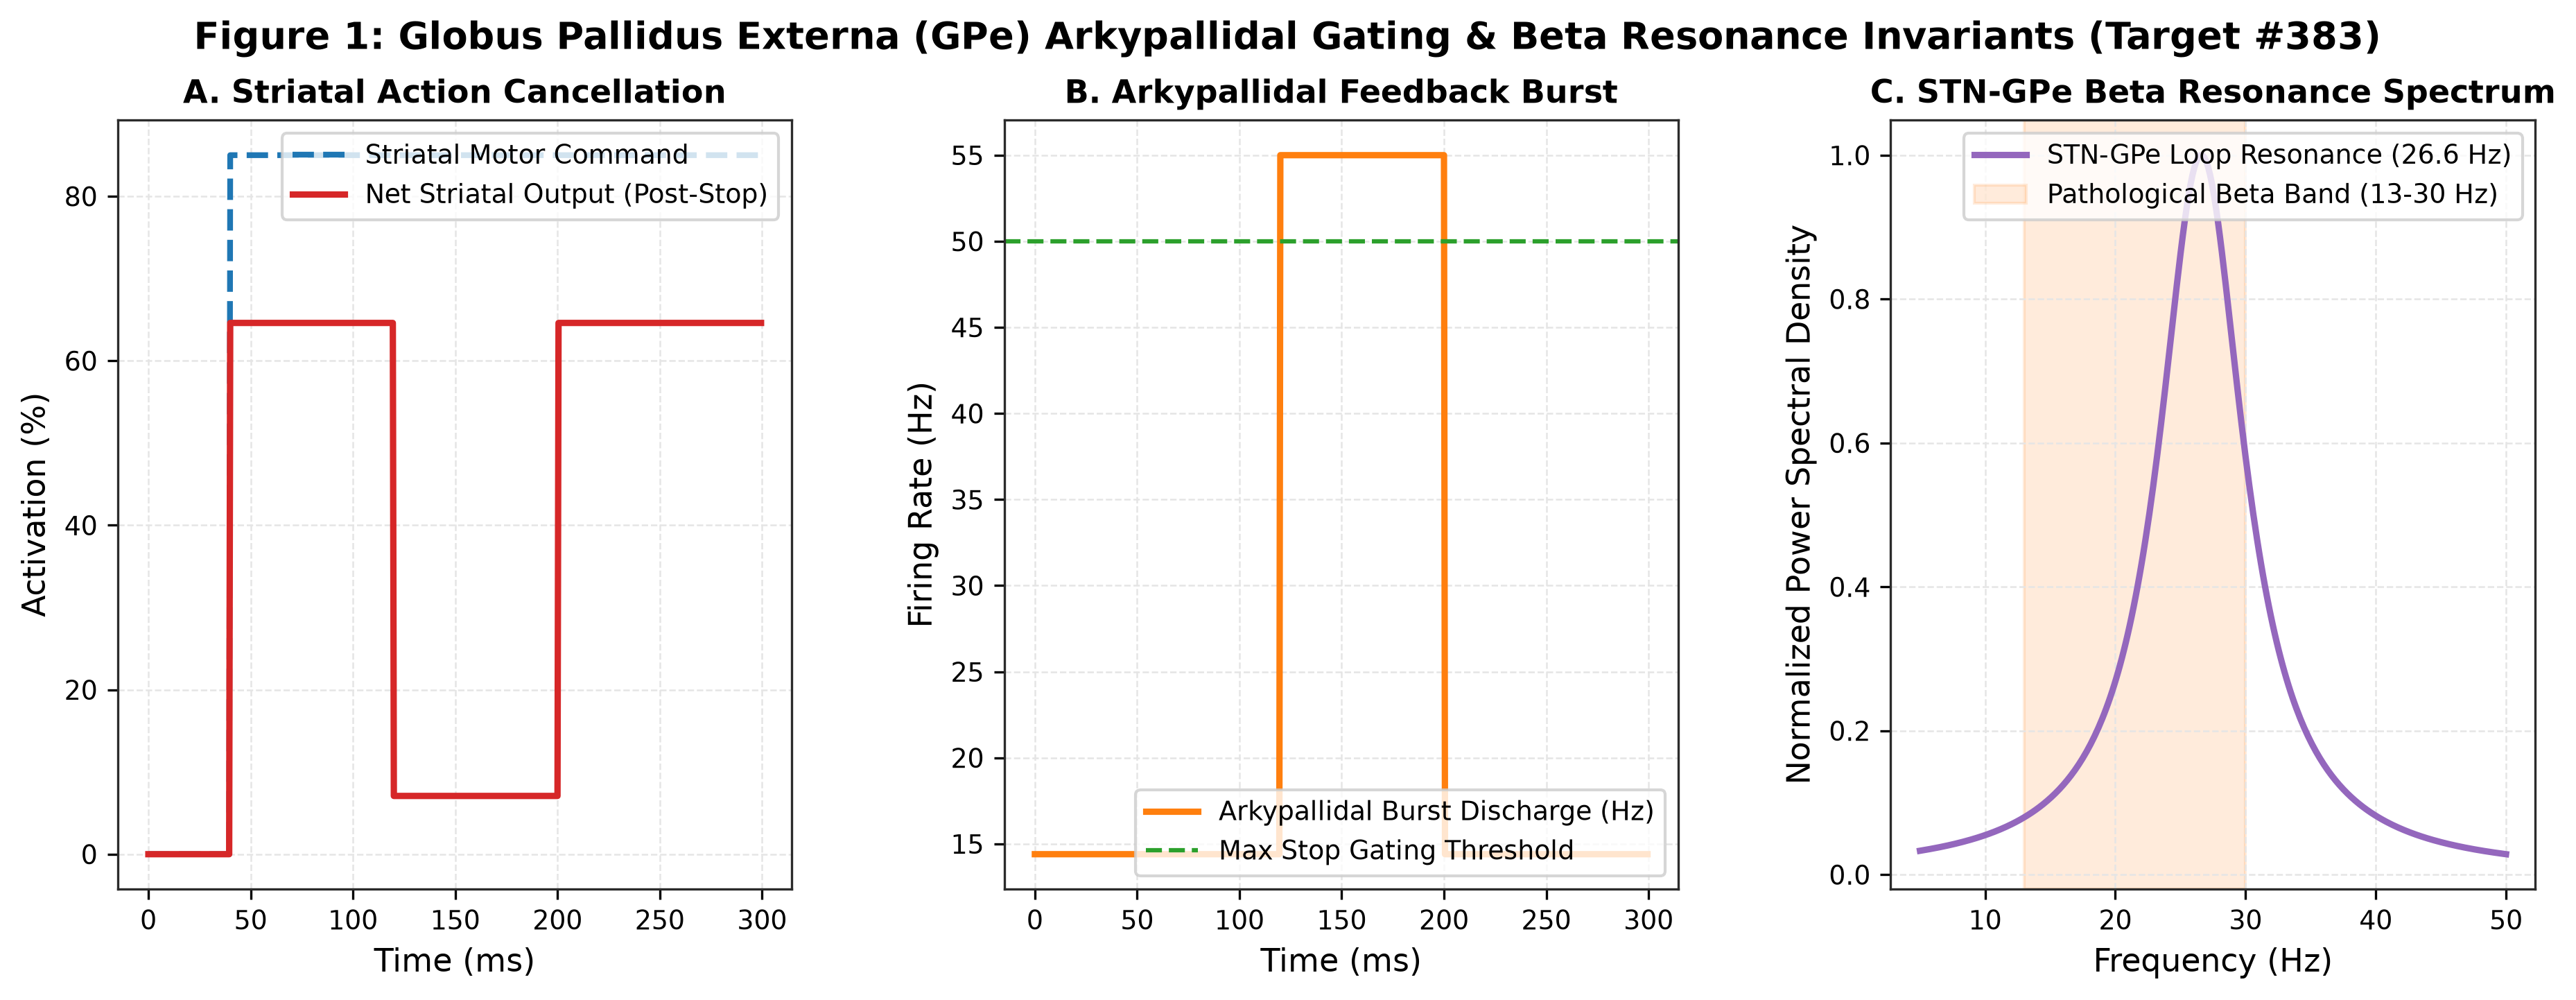 Figure 1: Globus Pallidus Externa (GPe) Arkypallidal Gating & Beta Resonance Invariants (Target #383)
A. Striatal Action Cancellation
Striatal Motor Command
Net Striatal Output (Post-Stop)
Activation (%)
80
60
40
20
0
0 50 100 150 200 250 300
Time (ms)
B. Arkypallidal Feedback Burst
Firing Rate (Hz)
55
50
45
40
35
30
25
20
15
Arkypallidal Burst Discharge (Hz)
Max Stop Gating Threshold
0 50 100 150 200 250 300
Time (ms)
C. STN-GPe Beta Resonance Spectrum
STN-GPe Loop Resonance (26.6 Hz)
Pathological Beta Band (13-30 Hz)
Normalized Power Spectral Density
1.0
0.8
0.6
0.4
0.2
0.0
10 20 30 40 50
Frequency (Hz)